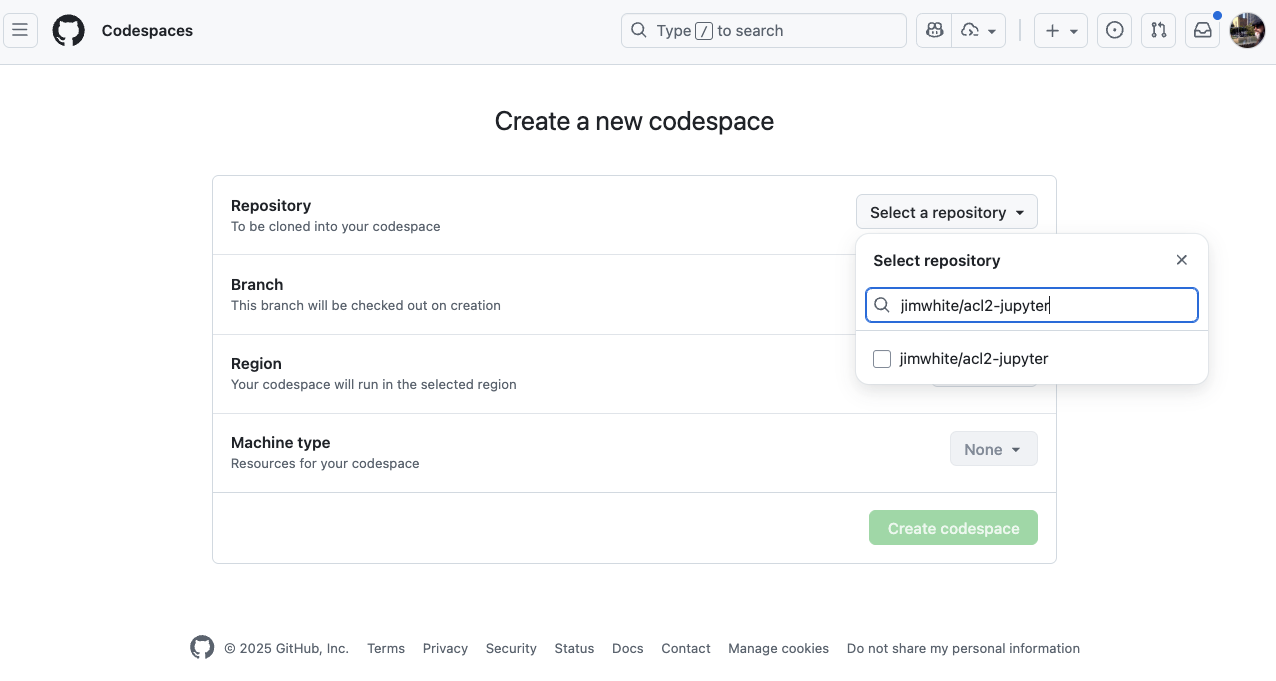 Codespaces
Type / to search
Create a new codespace
Repository
To be cloned into your codespace
Select a repository
Select repository
jimwhite/acl2-jupyter
jimwhite/acl2-jupyter
Branch
This branch will be checked out on creation
Region
Your codespace will run in the selected region
Machine type
Resources for your codespace
None
Create codespace
© 2025 GitHub, Inc. Terms Privacy Security Status Docs Contact Manage cookies Do not share my personal information